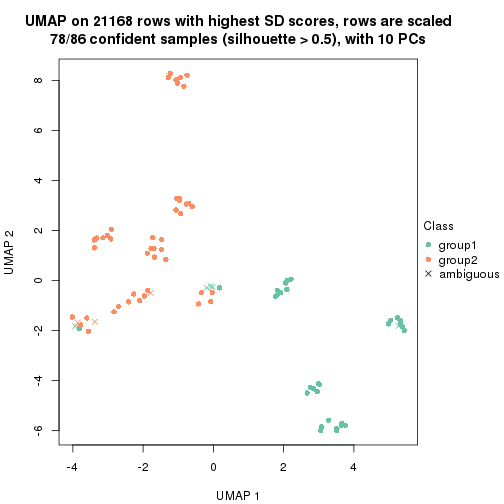 UMAP on 21168 rows with highest SD scores, rows are scaled
78/86 confident samples (silhouette > 0.5), with 10 PCs
8
6
4
2
0
-2
-4
-6
UMAP 2
-4
-2
0
2
4
UMAP 1
Class
group1
group2
ambiguous